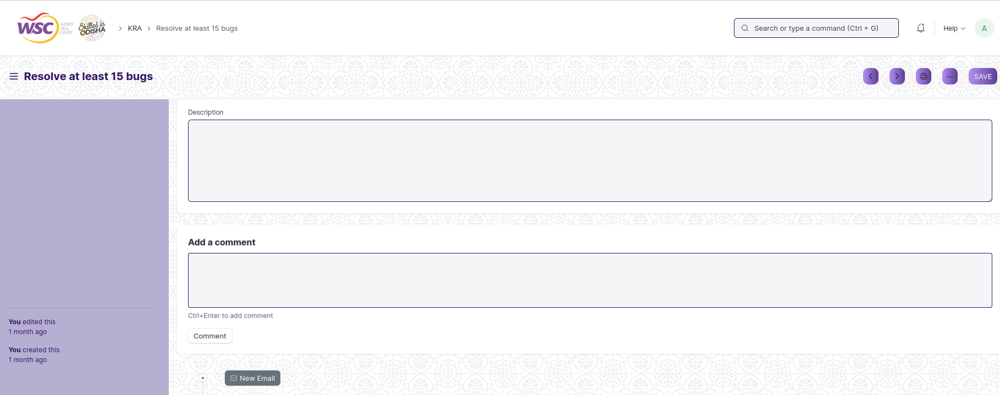 WSC
WORLD
SKILL
CENTER
Skilled in
ODISHA
KRA
Resolve at least 15 bugs
Search or type a command (Ctrl + G)
Help
A
Resolve at least 15 bugs
SAVE
Description
Add a comment
Ctrl+Enter to add comment
Comment
You edited this
1 month ago
You created this
1 month ago
New Email